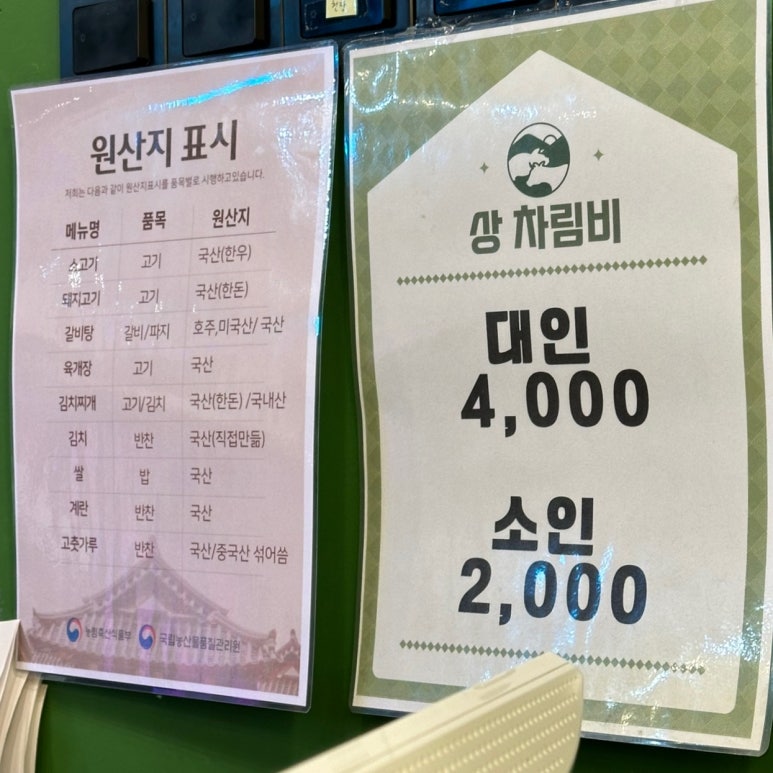 원산지 표시
저희는 다음과 같이 원산지표시를 품목별로 시행하고있습니다.
메뉴명 품목 원산지
소고기 고기 국산(한우)
돼지고기 고기 국산(한돈)
갈비탕 갈비/파지 호주,미국산/ 국산
육개장 고기 국산
김치찌개 고기/김치 국산(한돈) /국내산
김치 반찬 국산(직접만듦)
쌀 밥 국산
계란 반찬 국산
고춧가루 반찬 국산/중국산 섞어씀
농림축산식품부 국립농산물품질관리원
상 차림비
대인
4,000
소인
2,000